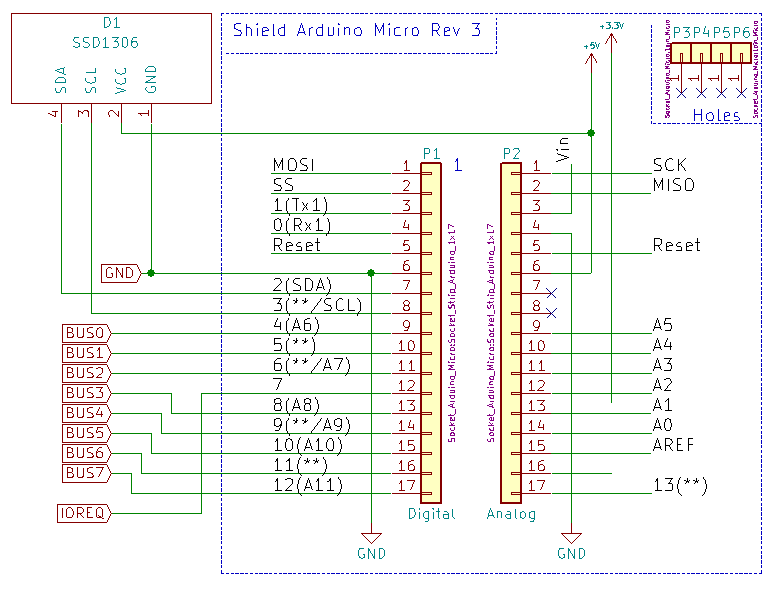 D1
SSD1306
SDA
SCL
VCC
GND
4
3
2
1
Shield Arduino Micro Rev 3
+5V
+3.3V
P3 P4 P5 P6
1 1 1 1
Holes
Vin
P1
1
P2
MOSI 1
SS 2
1(Tx1) 3
0(Rx1) 4
Reset 5
GND 6
2(SDA) 7
3(**/SCL) 8
BUS0 4(A6) 9
BUS1 5(**) 10
BUS2 6(**/A7) 11
BUS3 7 12
BUS4 8(A8) 13
BUS5 9(**/A9) 14
BUS6 10(A10) 15
BUS7 11(**) 16
12(A11) 17
IOREQ
Socket_Arduino_Micro:Socket_Strip_Arduino_1x17
Digital
GND
1 SCK
2 MISO
3
4
5 Reset
6
7
8
9 A5
10 A4
11 A3
12 A2
13 A1
14 A0
15 AREF
16
17 13(**)
Socket_Arduino_Micro:Socket_Strip_Arduino_1x17
Analog
GND